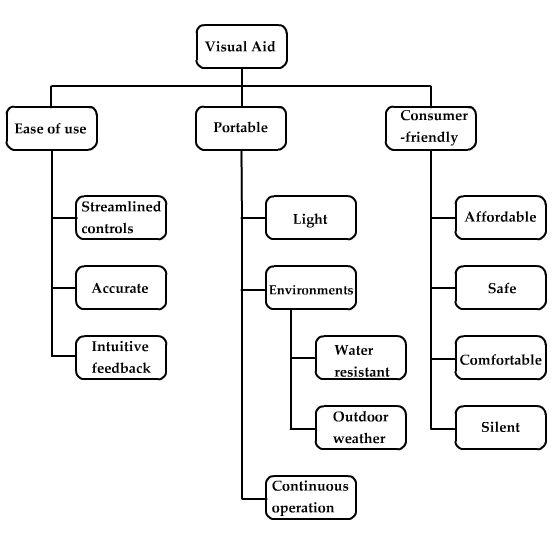 Visual Aid
Ease of use
Portable
Consumer
-friendly
Streamlined
controls
Light
Affordable
Accurate
Environments
Safe
Intuitive
feedback
Water
resistant
Comfortable
Outdoor
weather
Silent
Continuous
operation